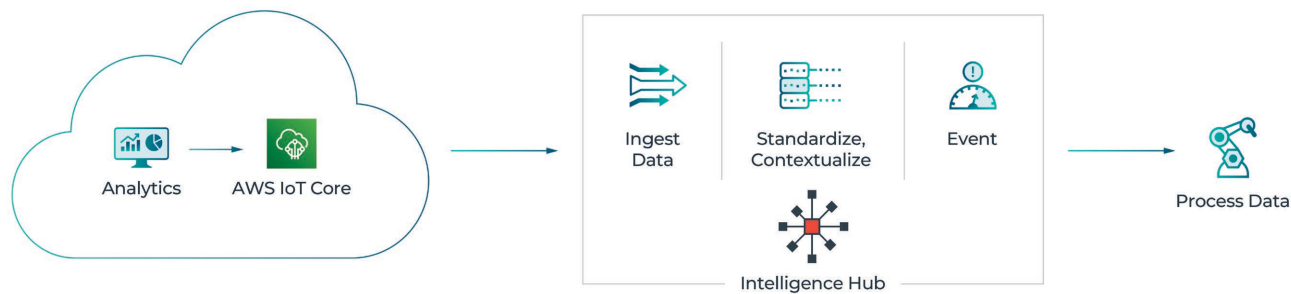 Analytics
AWS IoT Core
Ingest
Data
Standardize,
Contextualize
Event
Intelligence Hub
Process Data